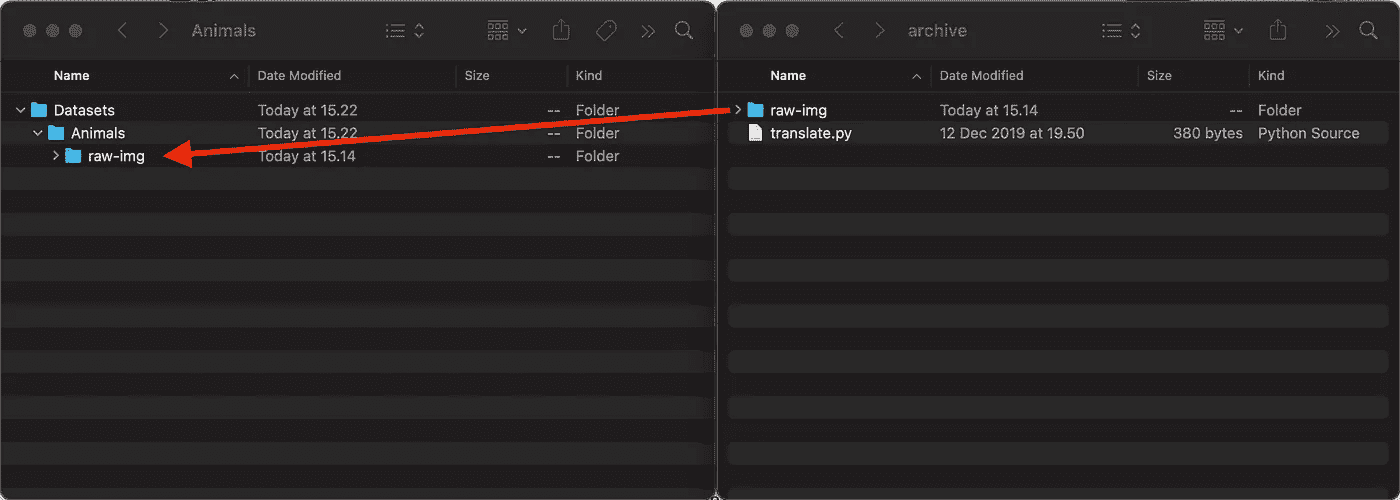 Animals
Name Date Modified Size Kind
Datasets Today at 15.22 -- Folder
Animals Today at 15.22 -- Folder
raw-img Today at 15.14 -- Folder
archive
Name Date Modified Size Kind
raw-img Today at 15.14 -- Folder
translate.py 12 Dec 2019 at 19.50 380 bytes Python Source